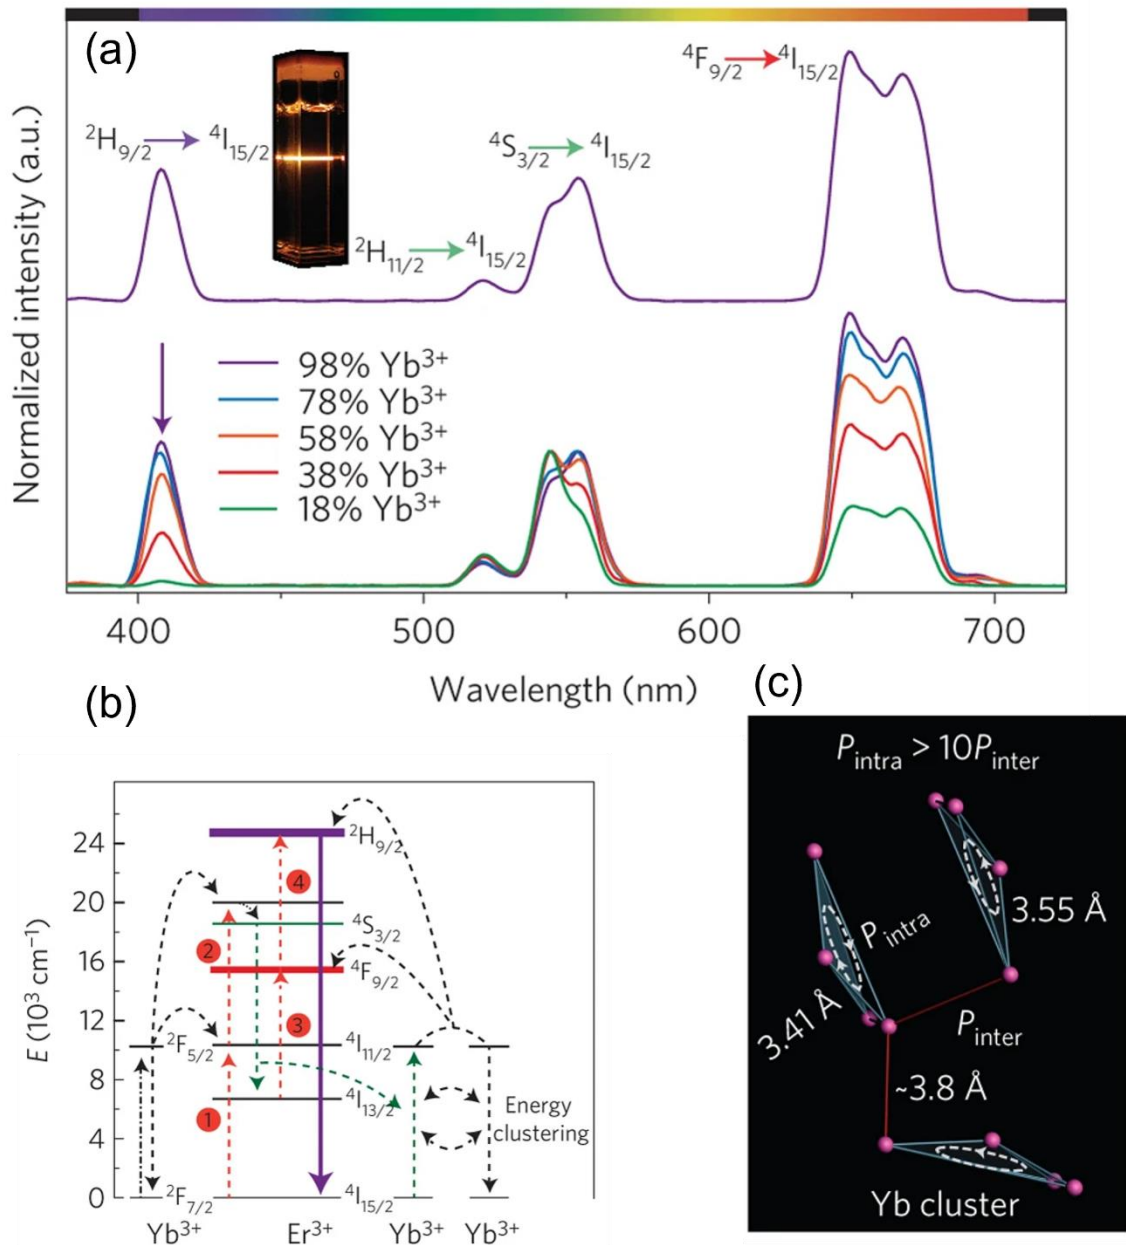 (a)
⁴F₉/₂ → ⁴I₁₅/₂
²H₉/₂ → ⁴I₁₅/₂
⁴S₃/₂ → ⁴I₁₅/₂
²H₁₁/₂ → ⁴I₁₅/₂
Normalized intensity (a.u.)
98% Yb³⁺
78% Yb³⁺
58% Yb³⁺
38% Yb³⁺
18% Yb³⁺
400 500 600 700
Wavelength (nm)
(b)
E (10³ cm⁻¹)
24
20
16
12
8
4
0
²H₉/₂
4
⁴S₃/₂
2
⁴F₉/₂
3
²F₅/₂ ⁴I₁₁/₂
⁴I₁₃/₂
1
Energy
clustering
²F₇/₂ ⁴I₁₅/₂
Yb³⁺ Er³⁺ Yb³⁺ Yb³⁺
(c)
Pintra > 10Pinter
3.55 Å
Pintra
3.41 Å
Pinter
~3.8 Å
Yb cluster